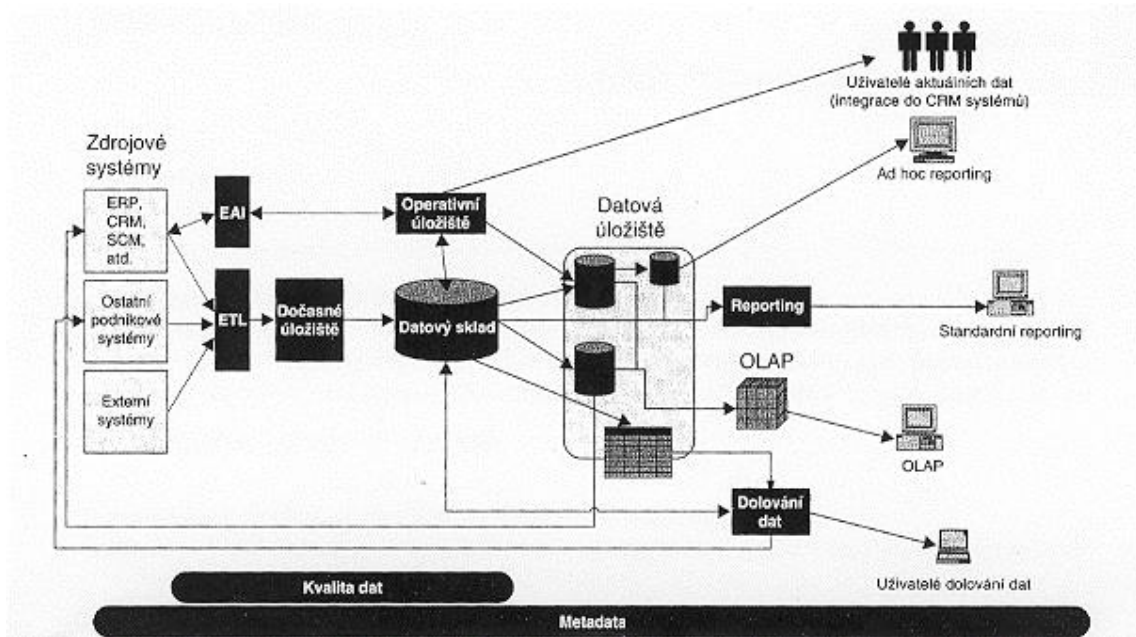 Uživatelé aktuálních dat
(integrace do CRM systémů)
Ad hoc reporting
Zdrojové
systémy
ERP,
CRM,
SCM,
atd.
EAI
Operativní
úložiště
Datová
úložiště
Ostatní
podnikové
systémy
ETL
Dočasné
úložiště
Datový sklad
Reporting
Standardní reporting
Externí
systémy
OLAP
OLAP
Dolování
dat
Uživatelé dolování dat
Kvalita dat
Metadata